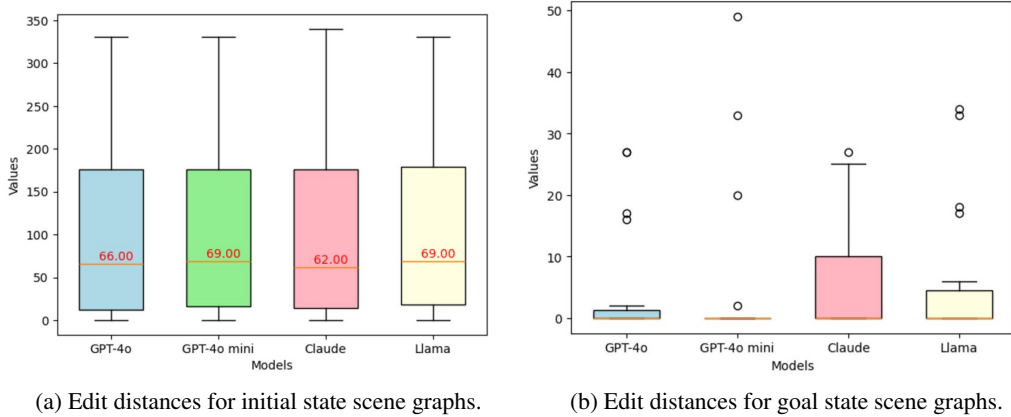 350
300
250
200
150
100
50
0
Values
66.00
69.00
62.00
69.00
GPT-4o
GPT-4o mini
Claude
Llama
Models
(a) Edit distances for initial state scene graphs.
50
40
30
20
10
0
Values
GPT-4o
GPT-4o mini
Claude
Llama
Models
(b) Edit distances for goal state scene graphs.